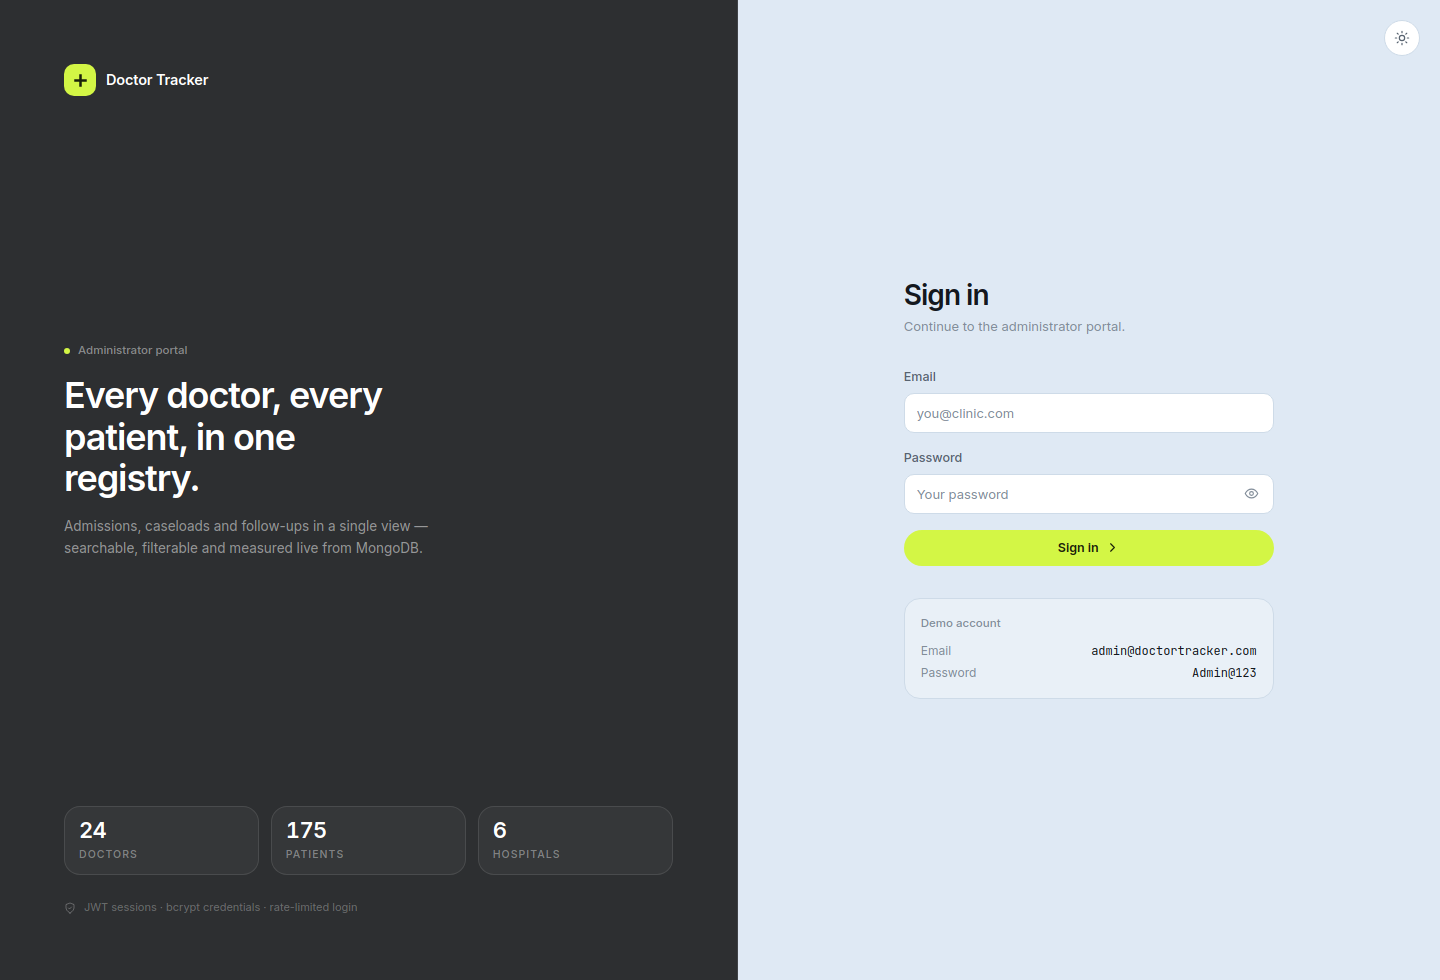 Doctor Tracker
Administrator portal
Every doctor, every
patient, in one
registry.
Admissions, caseloads and follow-ups in a single view —
searchable, filterable and measured live from MongoDB.
24
DOCTORS
175
PATIENTS
6
HOSPITALS
JWT sessions · bcrypt credentials · rate-limited login
Sign in
Continue to the administrator portal.
Email
you@clinic.com
Password
Your password
Sign in
Demo account
Email admin@doctortracker.com
Password Admin@123